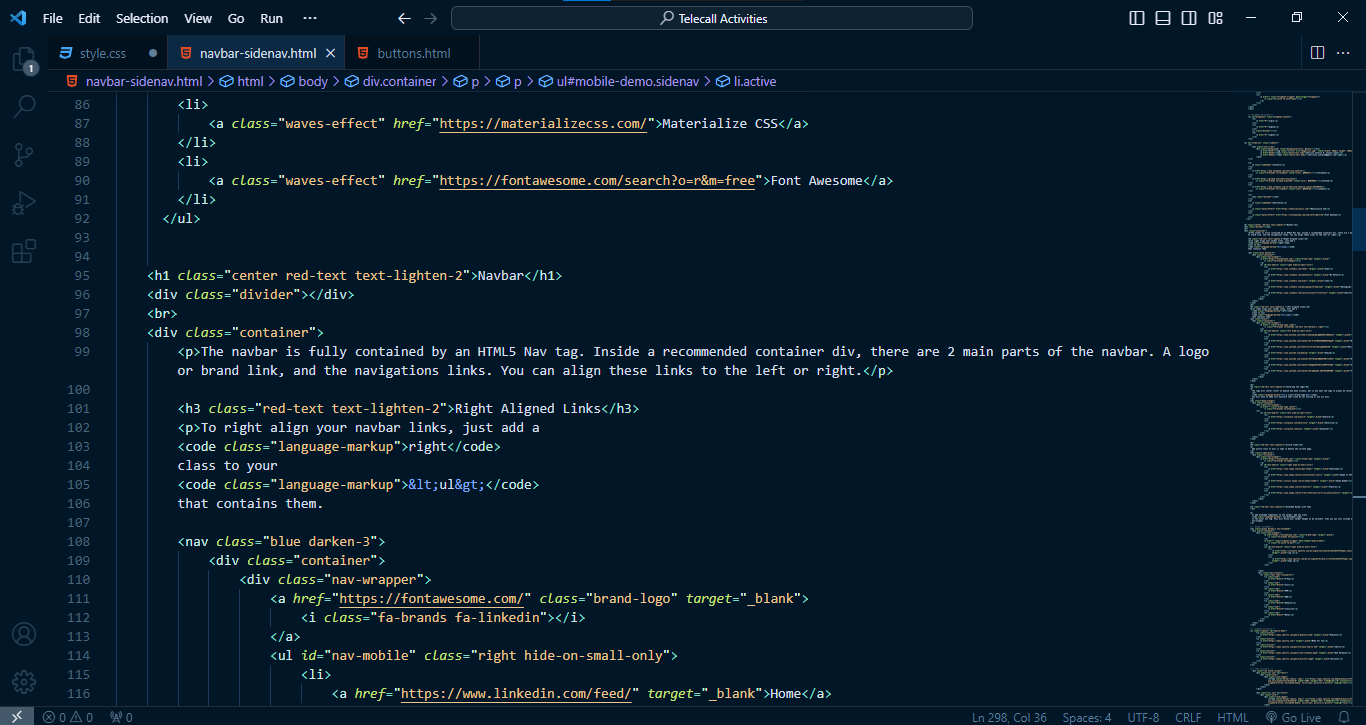 File Edit Selection View Go Run ··· Telecall Activities
style.css navbar-sidenav.html buttons.html
navbar-sidenav.html > html > body > div.container > p > p > ul#mobile-demo.sidenav > li.active
86 <li>
87 <a class="waves-effect" href="https://materializecss.com/">Materialize CSS</a>
88 </li>
89 <li>
90 <a class="waves-effect" href="https://fontawesome.com/search?o=r&m=free">Font Awesome</a>
91 </li>
92 </ul>
93
94
95 <h1 class="center red-text text-lighten-2">Navbar</h1>
96 <div class="divider"></div>
97 <br>
98 <div class="container">
99 <p>The navbar is fully contained by an HTML5 Nav tag. Inside a recommended container div, there are 2 main parts of the navbar. A logo
or brand link, and the navigations links. You can align these links to the left or right.</p>
100
101 <h3 class="red-text text-lighten-2">Right Aligned Links</h3>
102 <p>To right align your navbar links, just add a
103 <code class="language-markup">right</code>
104 class to your
105 <code class="language-markup">&lt;ul&gt;</code>
106 that contains them.
107
108 <nav class="blue darken-3">
109 <div class="container">
110 <div class="nav-wrapper">
111 <a href="https://fontawesome.com/" class="brand-logo" target="_blank">
112 <i class="fa-brands fa-linkedin"></i>
113 </a>
114 <ul id="nav-mobile" class="right hide-on-small-only">
115 <li>
116 <a href="https://www.linkedin.com/feed/" target="_blank">Home</a>
1
0 0 0 Ln 298, Col 36 Spaces: 4 UTF-8 CRLF HTML Go Live